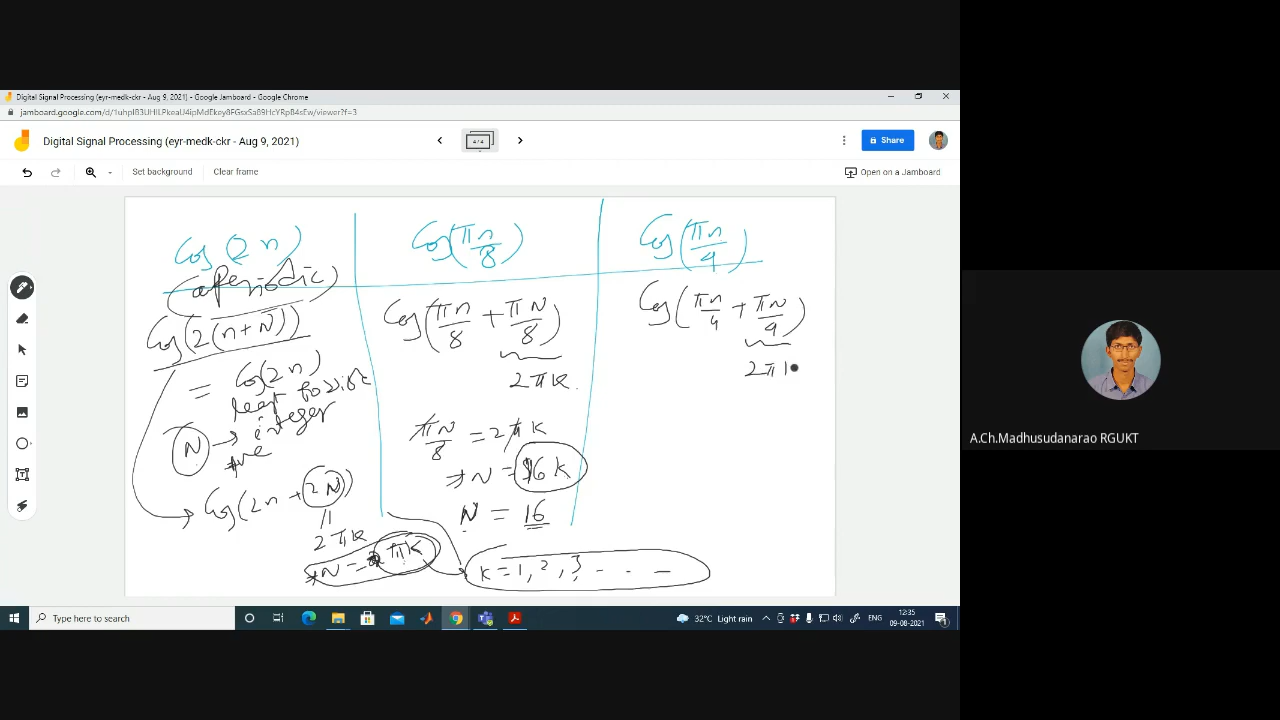 Digital Signal Processing (eyr-medk-ckr - Aug 9, 2021) - Google Jamboard - Google Chrome
Digital Signal Processing (eyr-medk-ckr - Aug 9, 2021)
4 / 4
Share
Set background
Clear frame
Open on a Jamboard
Cos(2n)
(aperiodic)
Cos(2(n+N))
= Cos(2n)
N → least positive integer
+ve
Cos(2n + 2N)
||
2πk
N = πk
Cos(πn/8)
Cos(πn/8 + πN/8)
2πk
πN/8 = 2πk
N = 16k
N = 16
k = 1, 2, 3, - - - -
Cos(πn/4)
Cos(πn/4 + πN/4)
2π
A.Ch.Madhusudanarao RGUKT
Type here to search
32°C Light rain
ENG
12:35
09-08-2021